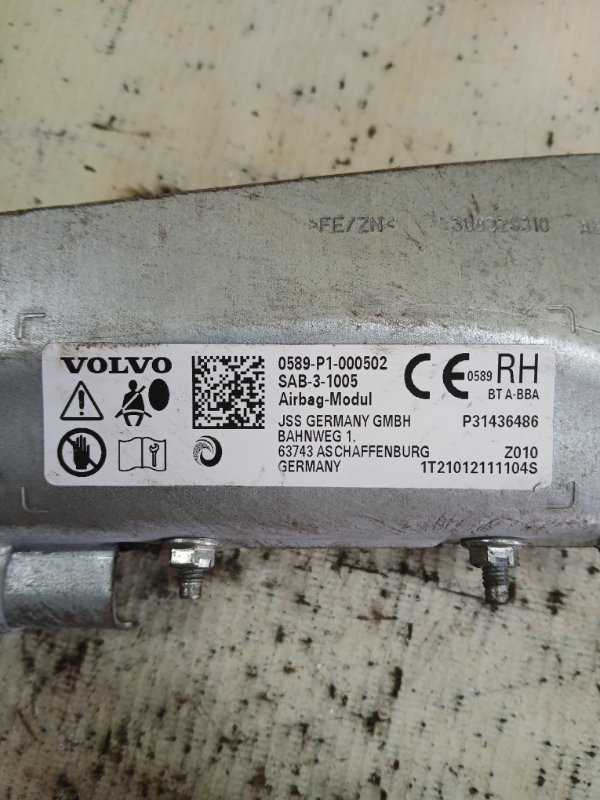 >FE/ZN<
VOLVO
0589-P1-000502
SAB-3-1005
Airbag-Modul
CE 0589 RH
BT A-BBA
JSS GERMANY GMBH
BAHNWEG 1.
63743 ASCHAFFENBURG
GERMANY
P31436486
Z010
1T21012111104S